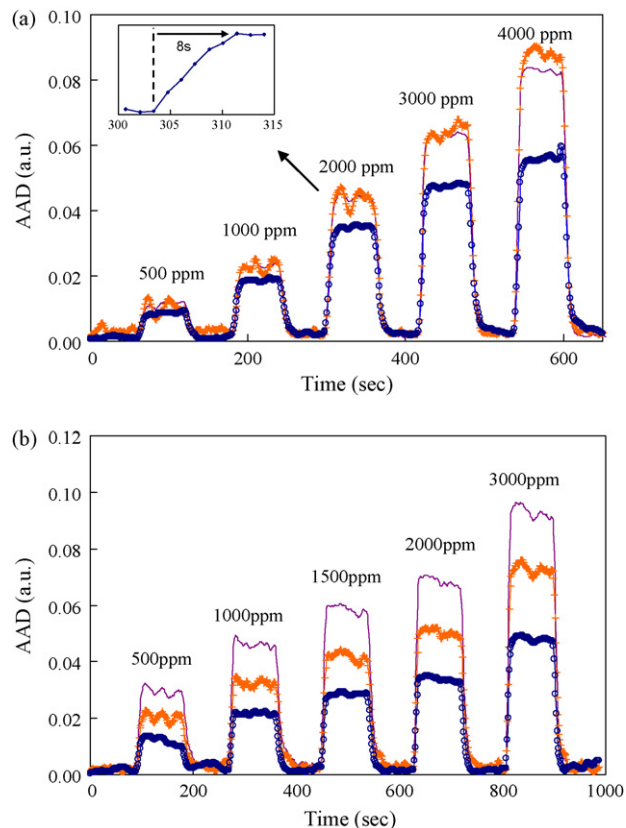 (a)
0.10
0.08
0.06
0.04
0.02
0.00
AAD (a.u.)
8s
300 305 310 315
500 ppm
1000 ppm
2000 ppm
3000 ppm
4000 ppm
0 200 400 600
Time (sec)
(b)
0.12
0.10
0.08
0.06
0.04
0.02
0.00
AAD (a.u.)
500ppm
1000ppm
1500ppm
2000ppm
3000ppm
0 200 400 600 800 1000
Time (sec)